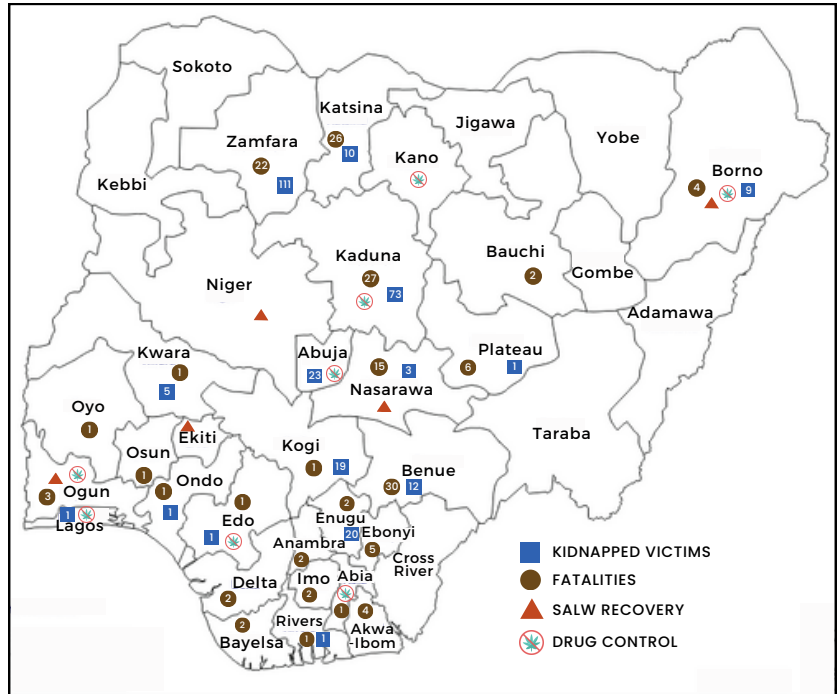 Sokoto
Katsina
Jigawa
Yobe
Zamfara
26
10
Kano
22
111
Kebbi
Borno
4
9
Kaduna
27
73
Bauchi
2
Gombe
Niger
Adamawa
Kwara
1
5
Abuja
23
15
3
Nasarawa
Plateau
6
1
Oyo
1
Ekiti
Taraba
Osun
1
Kogi
1
19
Benue
30
12
Ogun
3
Ondo
1
1
1
Lagos
1
Edo
1
2
Enugu
20
Ebonyi
5
Anambra
2
Cross
River
Delta
2
Imo
2
Abia
1
4
Akwa
-Ibom
Rivers
1
1
2
Bayelsa
KIDNAPPED VICTIMS
FATALITIES
SALW RECOVERY
DRUG CONTROL